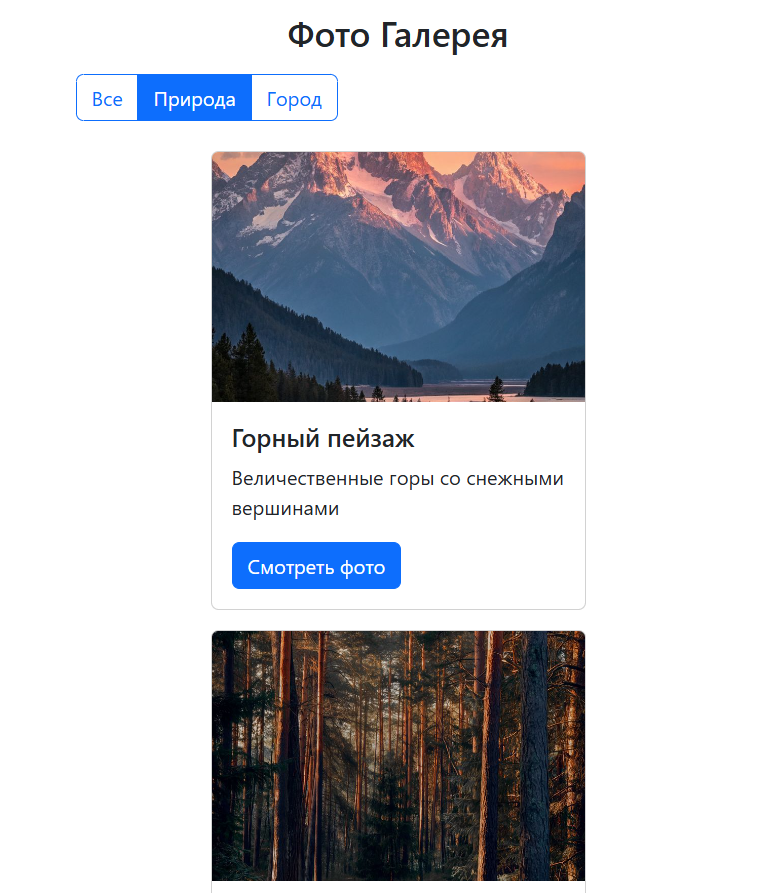 Фото Галерея
Все Природа Город
Горный пейзаж
Величественные горы со снежными
вершинами
Смотреть фото